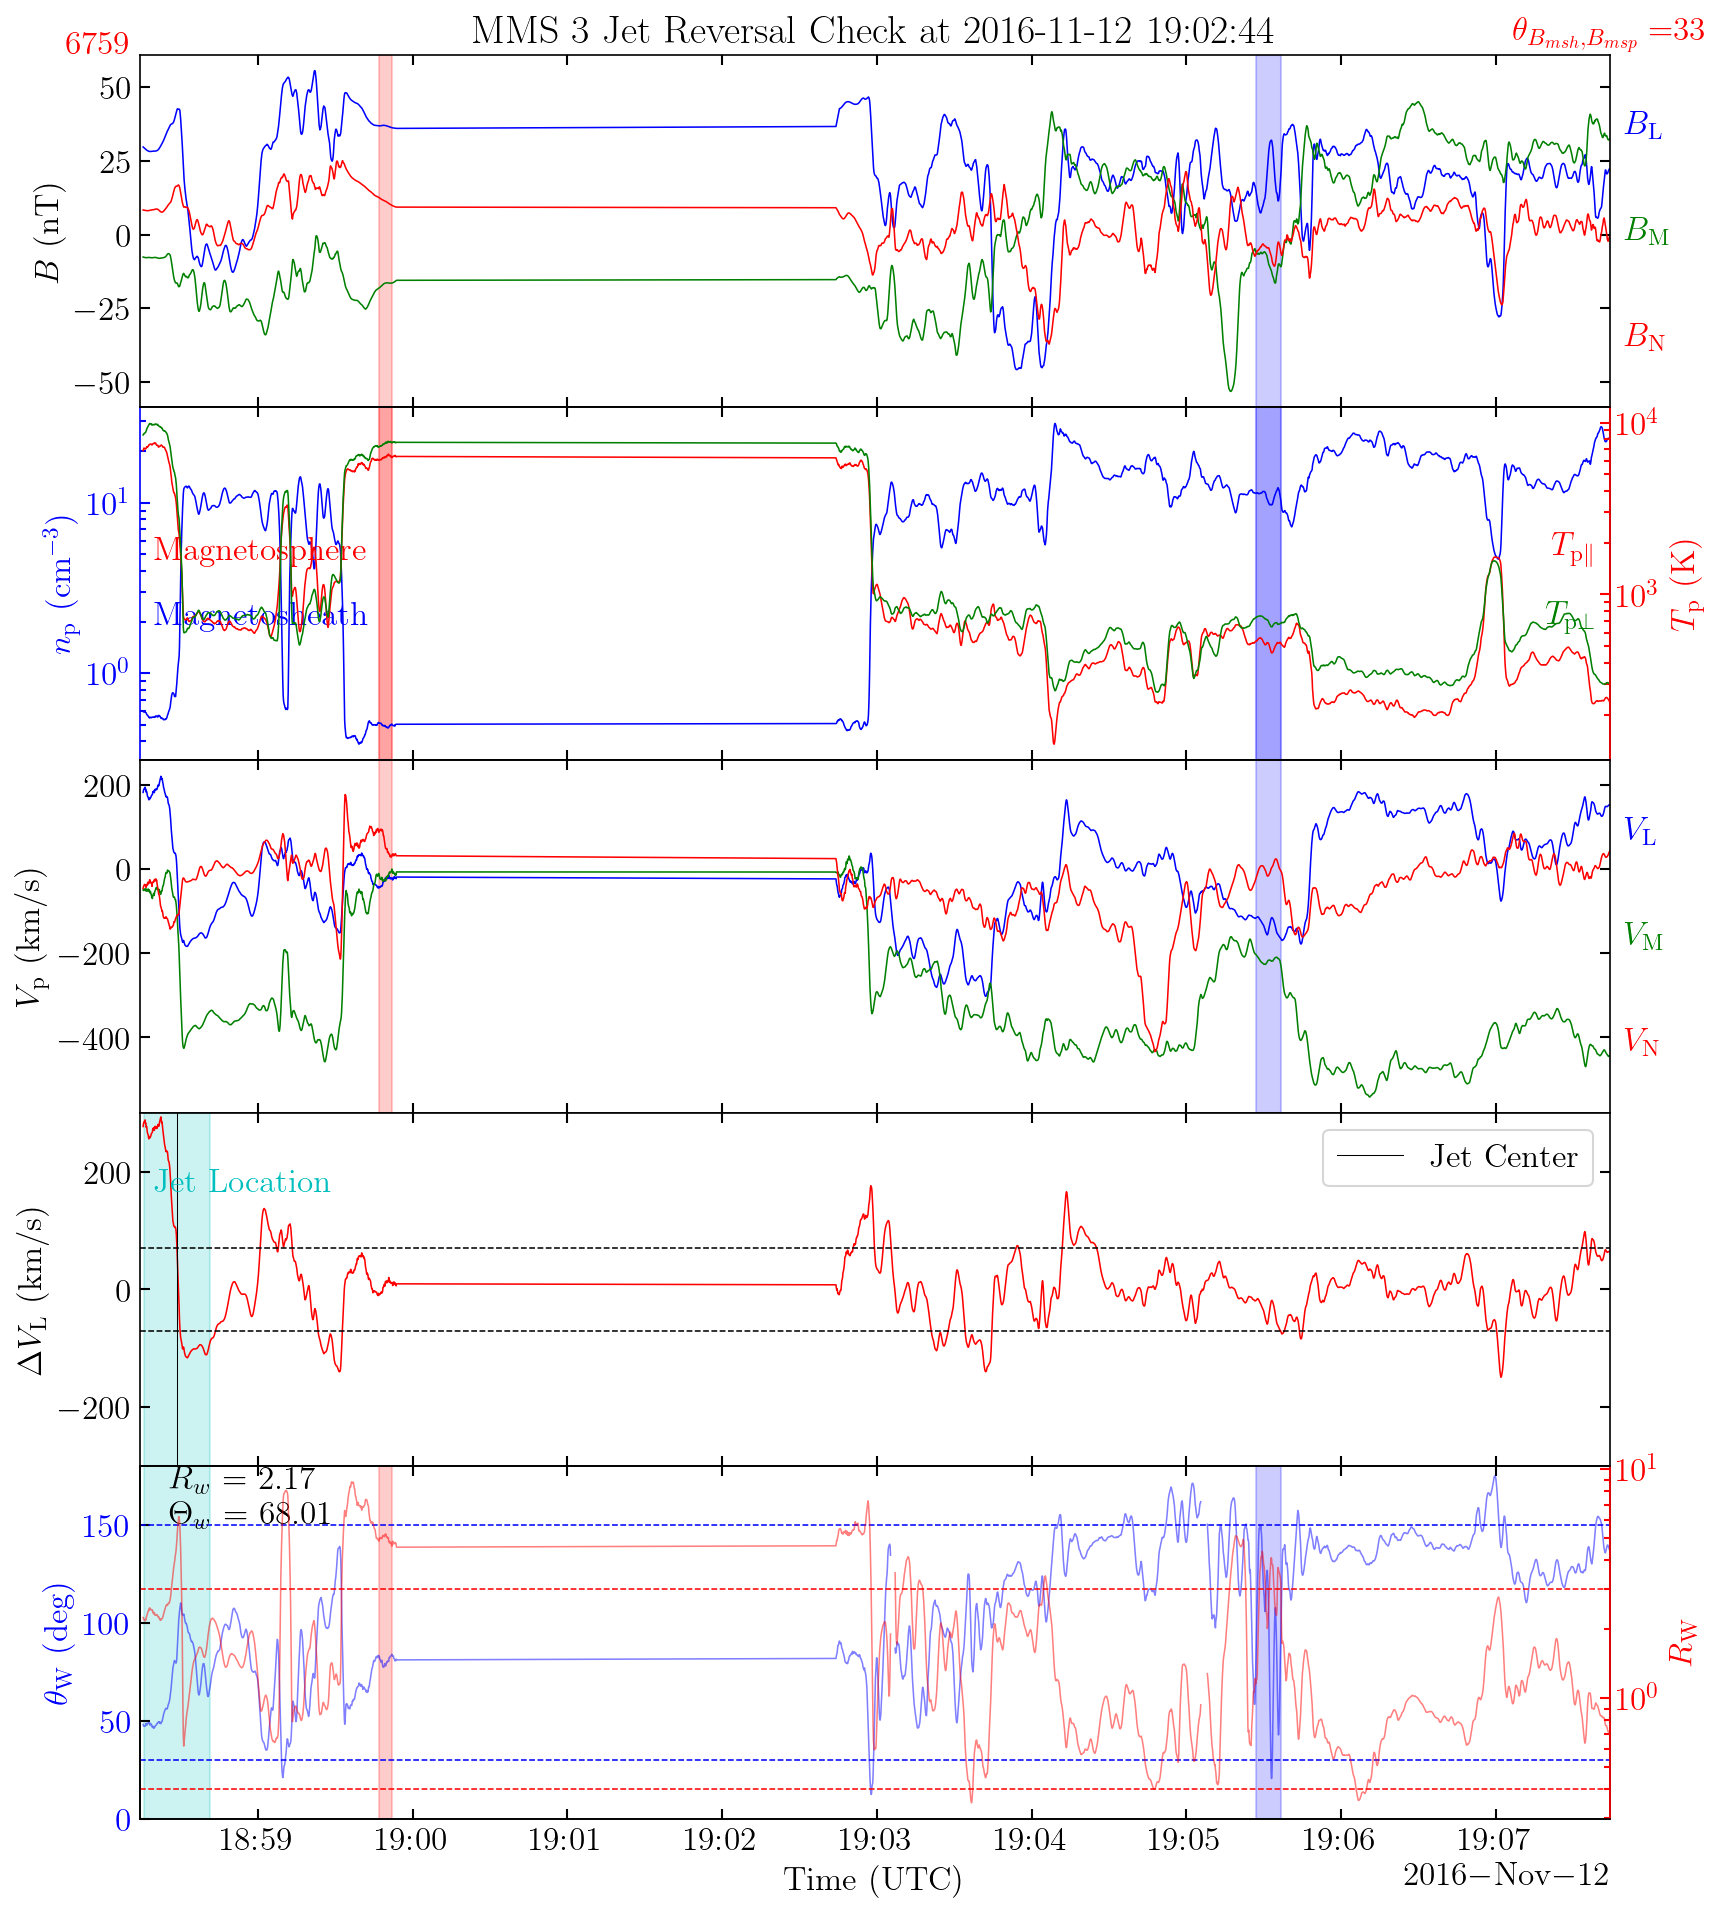 MMS 3 Jet Reversal Check at 2016-11-12 19:02:44
6759
θ_{B_{msh},B_{msp}} =33
50
25
0
−25
−50
B (nT)
B_L
B_M
B_N
10^1
10^0
n_p (cm^{−3})
Magnetosphere
Magnetosheath
10^4
10^3
T_{p∥}
T_{p⊥}
T_p (K)
200
0
−200
−400
V_p (km/s)
V_L
V_M
V_N
200
0
−200
ΔV_L (km/s)
Jet Location
Jet Center
R_w = 2.17
Θ_w = 68.01
150
100
50
0
θ_W (deg)
10^1
10^0
R_W
18:59 19:00 19:01 19:02 19:03 19:04 19:05 19:06 19:07
Time (UTC)
2016−Nov−12